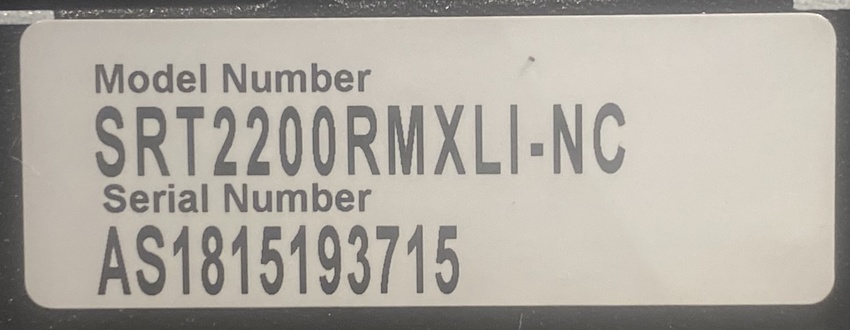 Model Number
SRT2200RMXLI-NC
Serial Number
AS1815193715